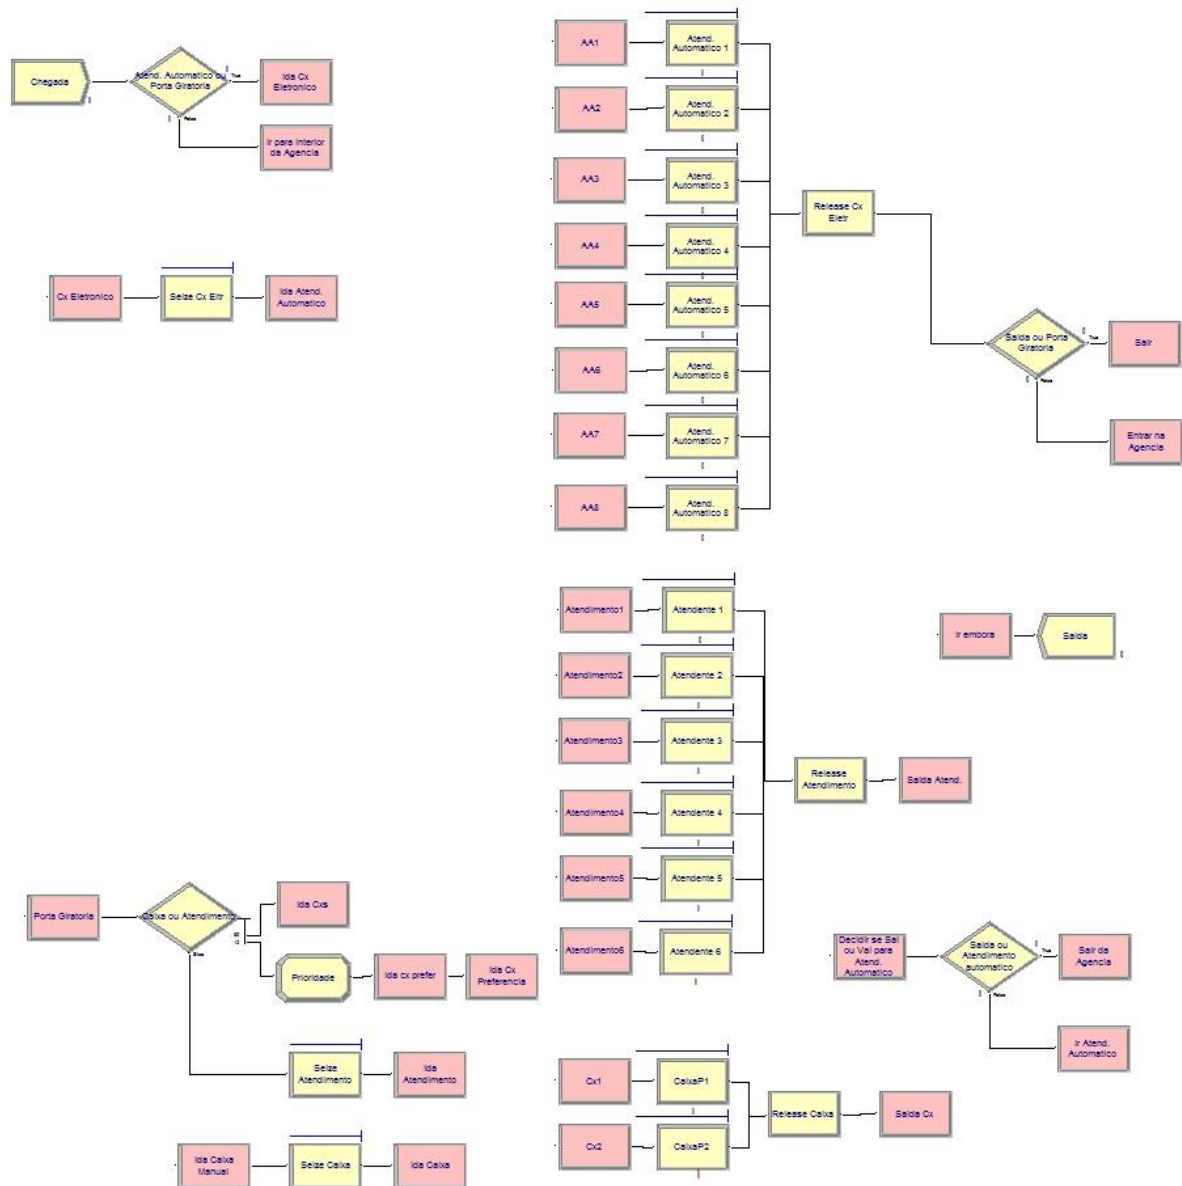 Chegada
Atend. Automatico ou
Porta Giratoria
True
False
Ida Cx
Eletronico
Ir para Interior
da Agencia
Cx Eletronico
Seize Cx Eltr
Ida Atend.
Automatico
AA1
Atend.
Automatico 1
AA2
Atend.
Automatico 2
AA3
Atend.
Automatico 3
AA4
Atend.
Automatico 4
AA5
Atend.
Automatico 5
AA6
Atend.
Automatico 6
AA7
Atend.
Automatico 7
AA8
Atend.
Automatico 8
Release Cx
Eletr
Saida ou Porta
Giratoria
True
False
Sair
Entrar na
Agencia
Atendimento1
Atendente 1
Atendimento2
Atendente 2
Atendimento3
Atendente 3
Atendimento4
Atendente 4
Atendimento5
Atendente 5
Atendimento6
Atendente 6
Release
Atendimento
Saida Atend.
Ir embora
Saida
Porta Giratoria
Caixa ou Atendimento
Else
Ida Cxs
Prioridade
Ida cx prefer
Ida Cx
Preferencia
Seize
Atendimento
Ida
Atendimento
Ida Caixa
Manual
Seize Caixa
Ida Caixa
Decidir se Sai
ou Vai para
Atend.
Automatico
Saida ou
Atendimento
automatico
True
False
Sair da
Agencia
Ir Atend.
Automatico
Cx1
CaixaP1
Cx2
CaixaP2
Release Caixa
Saida Cx